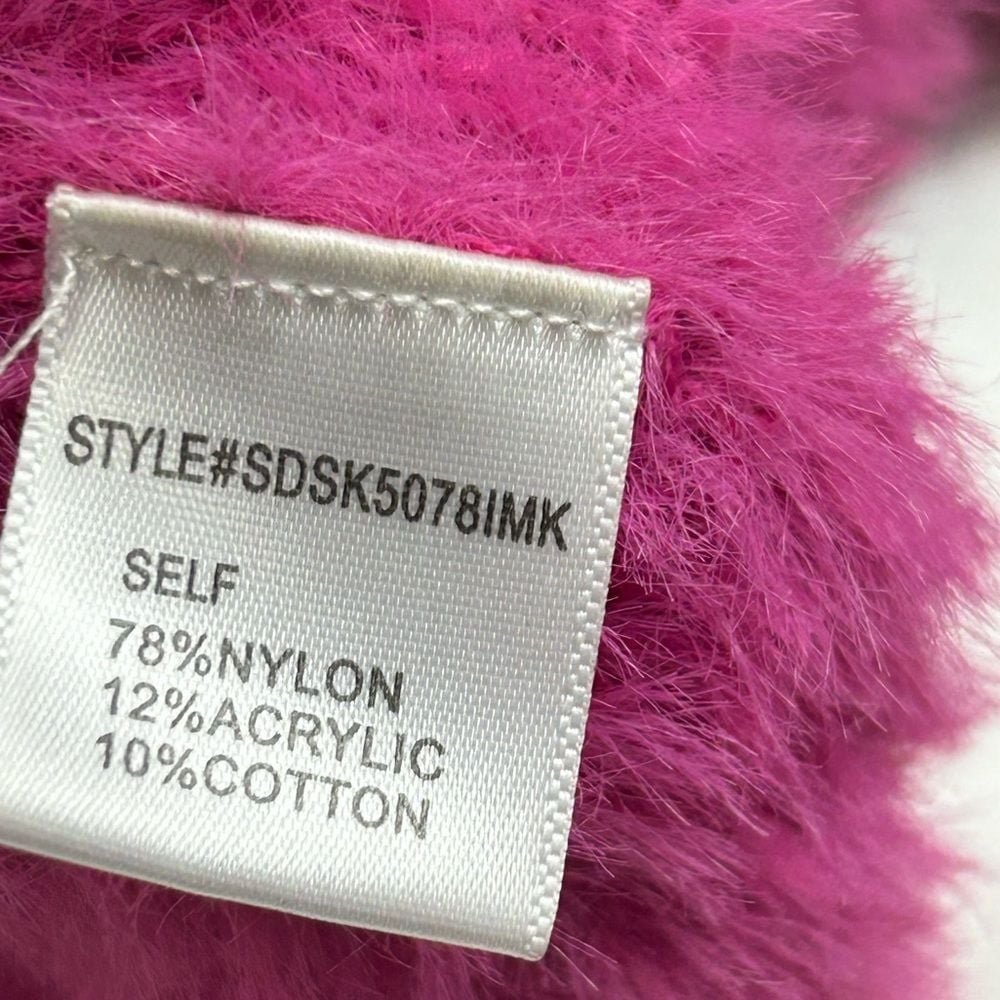 STYLE#SDSK5078IMK
SELF
78%NYLON
12%ACRYLIC
10%COTTON